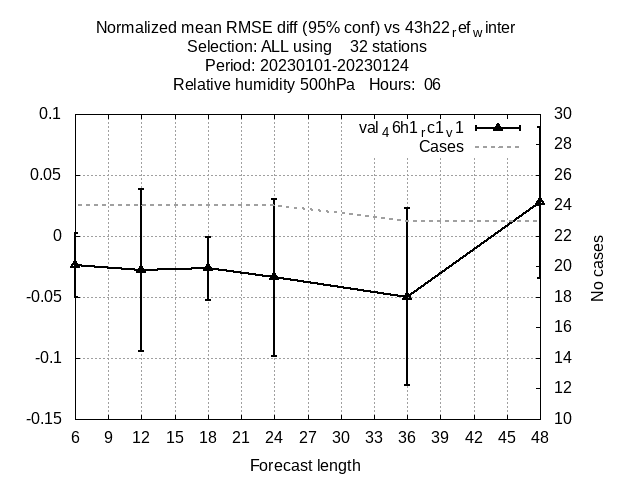 Normalized mean RMSE diff (95% conf) vs 43h22refwinter
Selection: ALL using 32 stations
Period: 20230101-20230124
Relative humidity 500hPa Hours: 06
val46h1rc1v1
Cases
0.1
0.05
0
-0.05
-0.1
-0.15
30
28
26
24
22
20
18
16
14
12
10
No cases
6 9 12 15 18 21 24 27 30 33 36 39 42 45 48
Forecast length